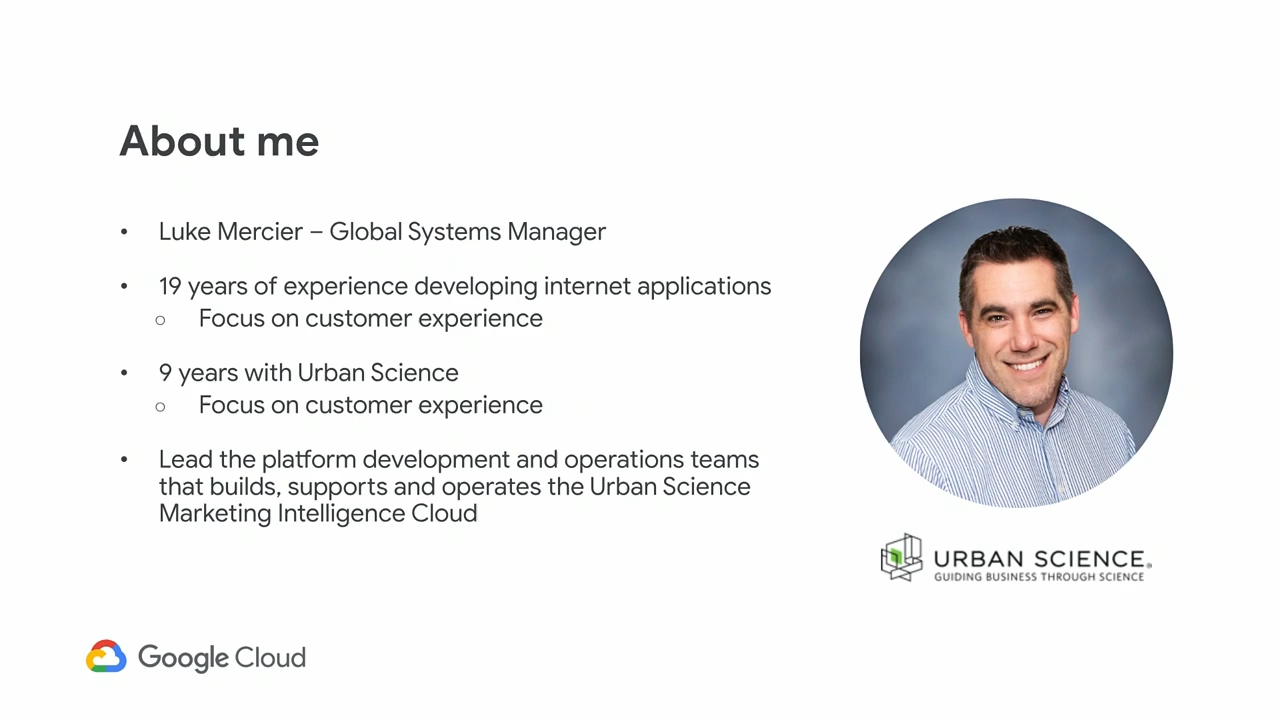 About me
• Luke Mercier – Global Systems Manager
• 19 years of experience developing internet applications
○ Focus on customer experience
• 9 years with Urban Science
○ Focus on customer experience
• Lead the platform development and operations teams
that builds, supports and operates the Urban Science
Marketing Intelligence Cloud
URBAN SCIENCE®
GUIDING BUSINESS THROUGH SCIENCE
Google Cloud